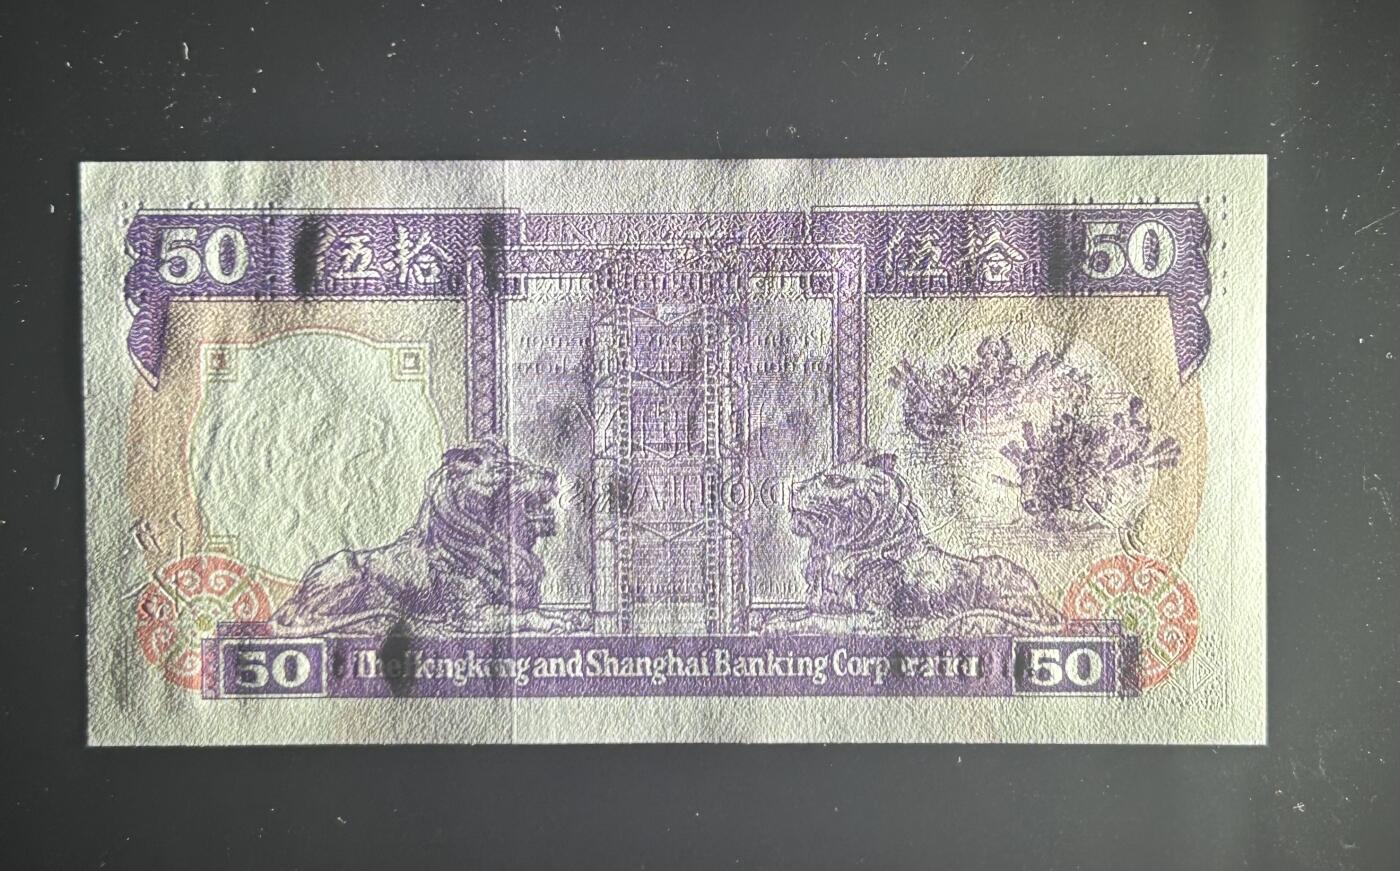 50 伍拾 伍拾 50
50 The Hongkong and Shanghai Banking Corporation 50